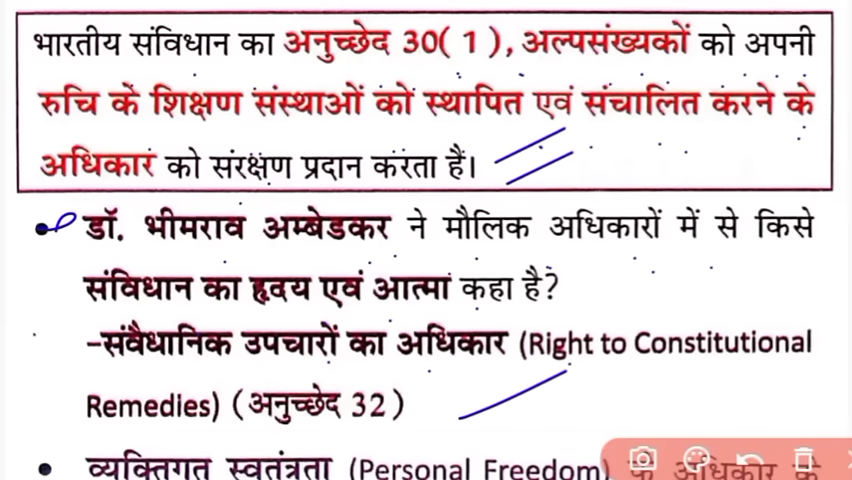 भारतीय संविधान का अनुच्छेद 30( 1 ), अल्पसंख्यकों को अपनी
रुचि के शिक्षण संस्थाओं को स्थापित एवं संचालित करने के
अधिकार को संरक्षण प्रदान करता है।
• डॉ. भीमराव अम्बेडकर ने मौलिक अधिकारों में से किसे
संविधान का हृदय एवं आत्मा कहा है?
-संवैधानिक उपचारों का अधिकार (Right to Constitutional
Remedies) (अनुच्छेद 32)
• व्यक्तिगत स्वतंत्रता (Personal Freedom) के अधिकार के